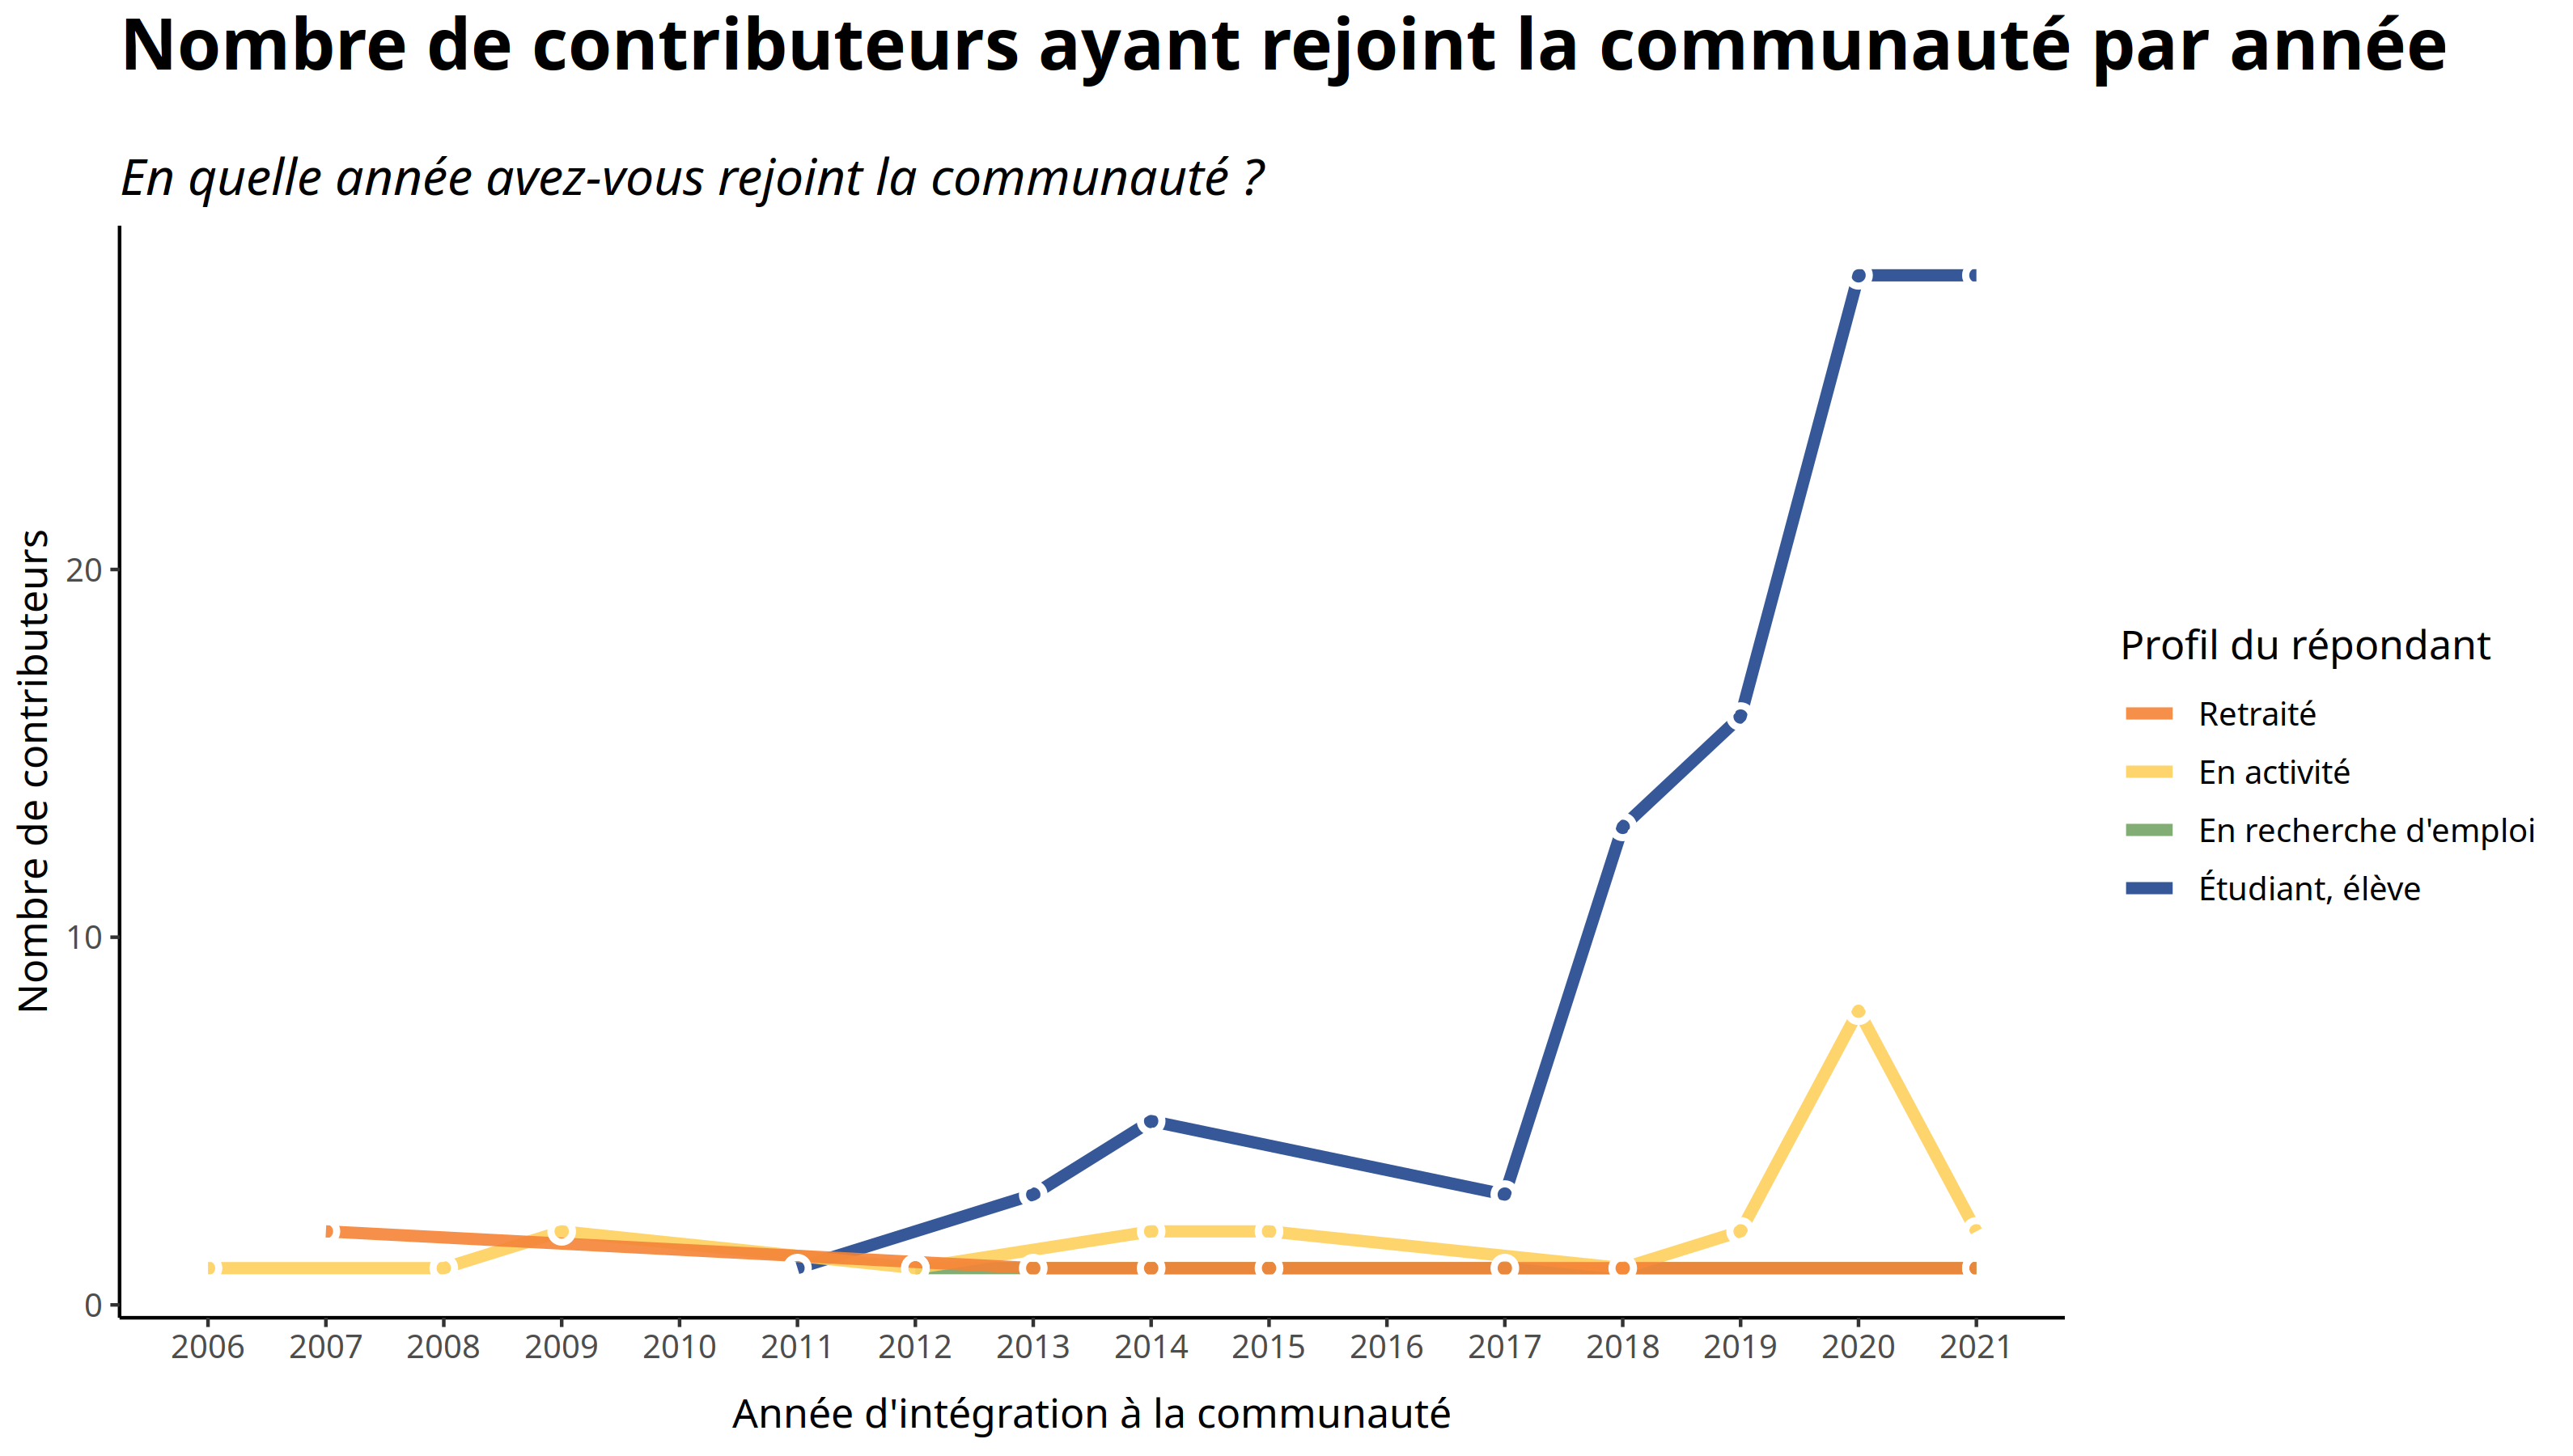 Nombre de contributeurs ayant rejoint la communauté par année
En quelle année avez-vous rejoint la communauté ?
Nombre de contributeurs
20
10
0
2006 2007 2008 2009 2010 2011 2012 2013 2014 2015 2016 2017 2018 2019 2020 2021
Année d'intégration à la communauté
Profil du répondant
Retraité
En activité
En recherche d'emploi
Étudiant, élève